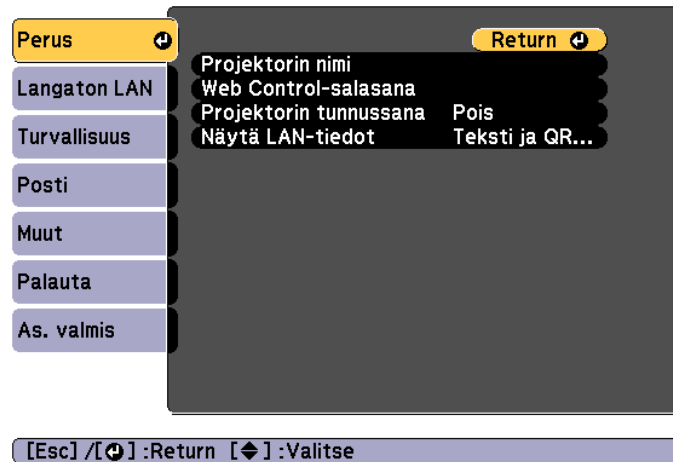 Perus
Langaton LAN
Turvallisuus
Posti
Muut
Palauta
As. valmis
Return
Projektorin nimi
Web Control-salasana
Projektorin tunnussana Pois
Näytä LAN-tiedot Teksti ja QR...
[Esc] /[ ] :Return [ ] :Valitse